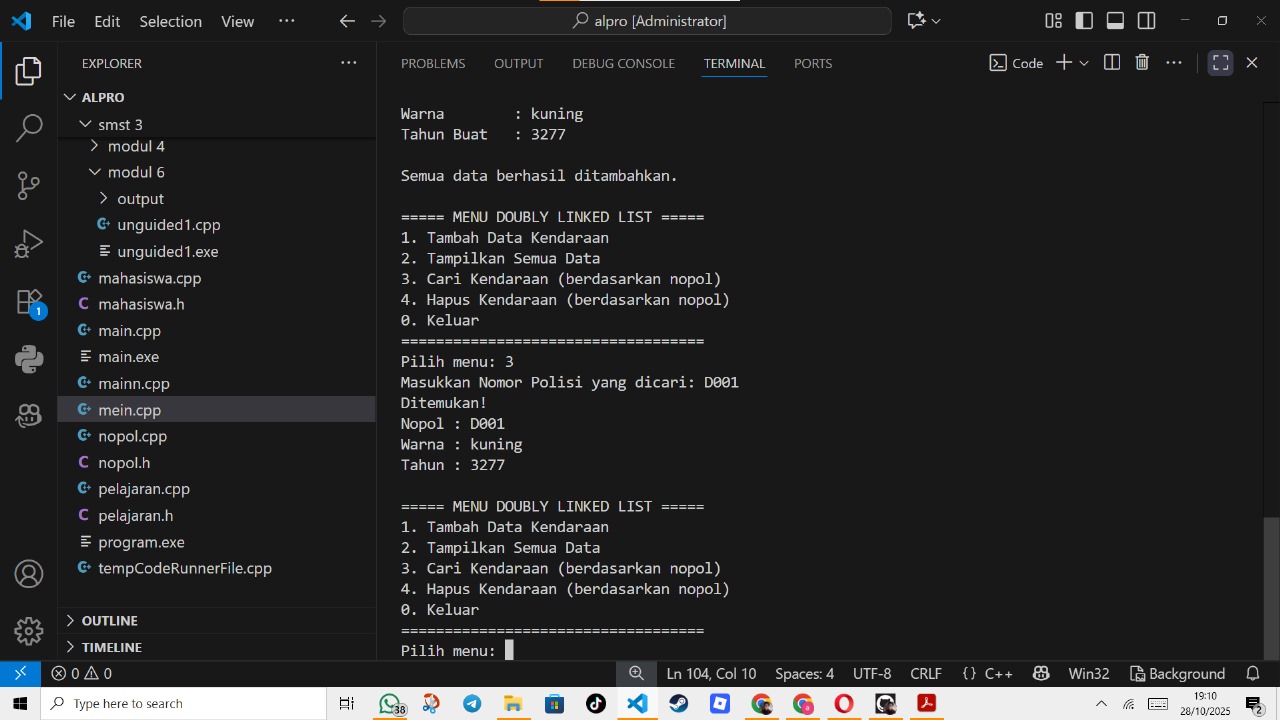 File Edit Selection View ···
alpro [Administrator]
EXPLORER
ALPRO
smst 3
modul 4
modul 6
output
unguided1.cpp
unguided1.exe
mahasiswa.cpp
C mahasiswa.h
main.cpp
main.exe
mainn.cpp
mein.cpp
nopol.cpp
C nopol.h
pelajaran.cpp
C pelajaran.h
program.exe
tempCodeRunnerFile.cpp
OUTLINE
TIMELINE
1
PROBLEMS OUTPUT DEBUG CONSOLE TERMINAL PORTS
Code
Warna : kuning
Tahun Buat : 3277
Semua data berhasil ditambahkan.
===== MENU DOUBLY LINKED LIST =====
1. Tambah Data Kendaraan
2. Tampilkan Semua Data
3. Cari Kendaraan (berdasarkan nopol)
4. Hapus Kendaraan (berdasarkan nopol)
0. Keluar
===================================
Pilih menu: 3
Masukkan Nomor Polisi yang dicari: D001
Ditemukan!
Nopol : D001
Warna : kuning
Tahun : 3277
===== MENU DOUBLY LINKED LIST =====
1. Tambah Data Kendaraan
2. Tampilkan Semua Data
3. Cari Kendaraan (berdasarkan nopol)
4. Hapus Kendaraan (berdasarkan nopol)
0. Keluar
===================================
Pilih menu:
0 0 Ln 104, Col 10 Spaces: 4 UTF-8 CRLF {} C++ Win32 Background
Type here to search
38
19:10
28/10/2025
2